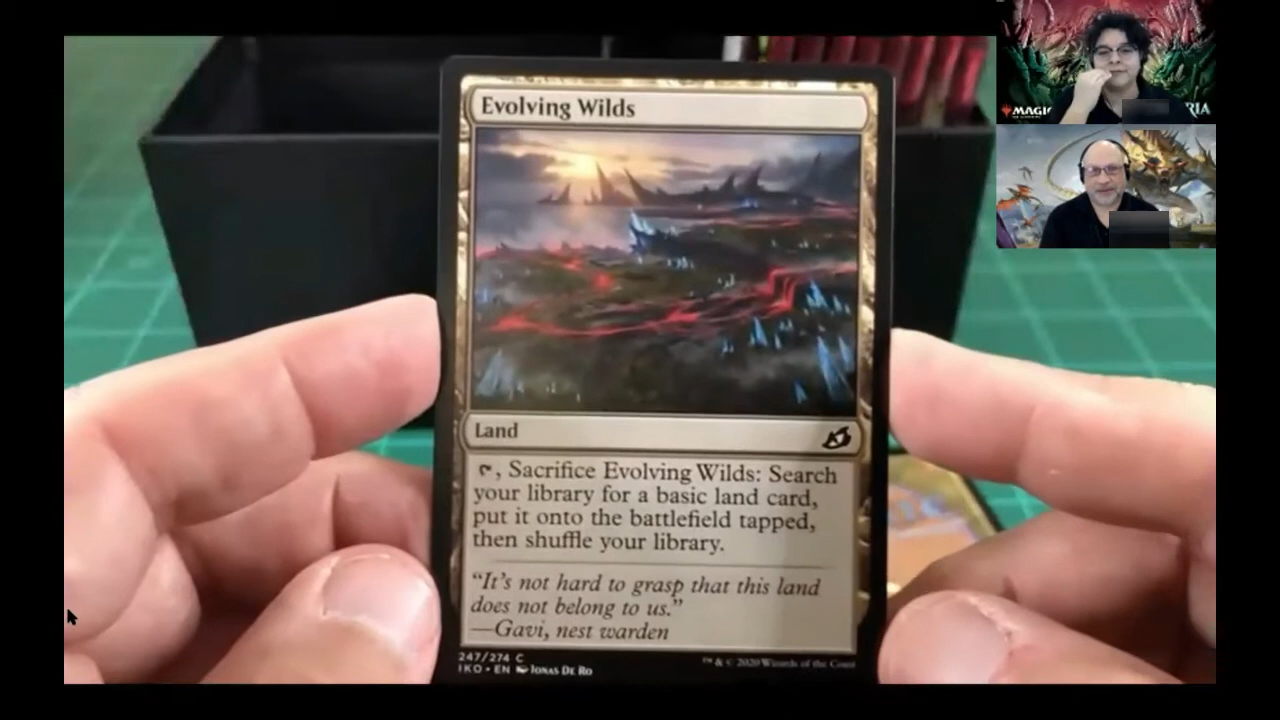 Evolving Wilds
Land
, Sacrifice Evolving Wilds: Search
your library for a basic land card,
put it onto the battlefield tapped,
then shuffle your library.
“It’s not hard to grasp that this land
does not belong to us.”
—Gavi, nest warden
247/274 C
IKO • EN Jonas De Ro
™ & © 2020 Wizards of the Coast
MAGIC
RIA